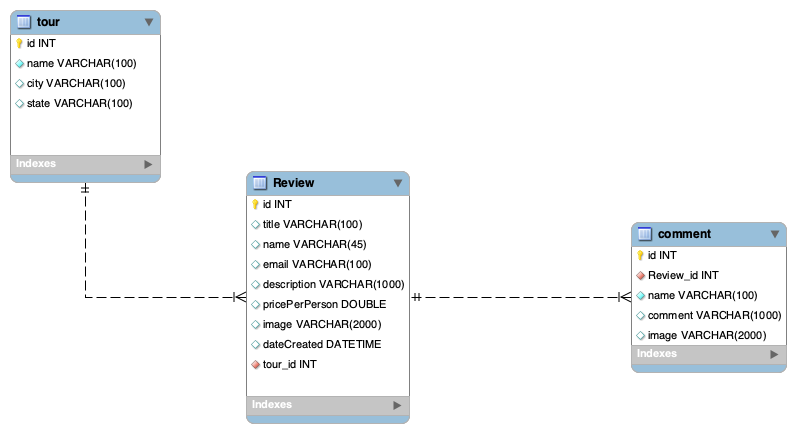 tour
id INT
name VARCHAR(100)
city VARCHAR(100)
state VARCHAR(100)
Indexes
Review
id INT
title VARCHAR(100)
name VARCHAR(45)
email VARCHAR(100)
description VARCHAR(1000)
pricePerPerson DOUBLE
image VARCHAR(2000)
dateCreated DATETIME
tour_id INT
Indexes
comment
id INT
Review_id INT
name VARCHAR(100)
comment VARCHAR(1000)
image VARCHAR(2000)
Indexes